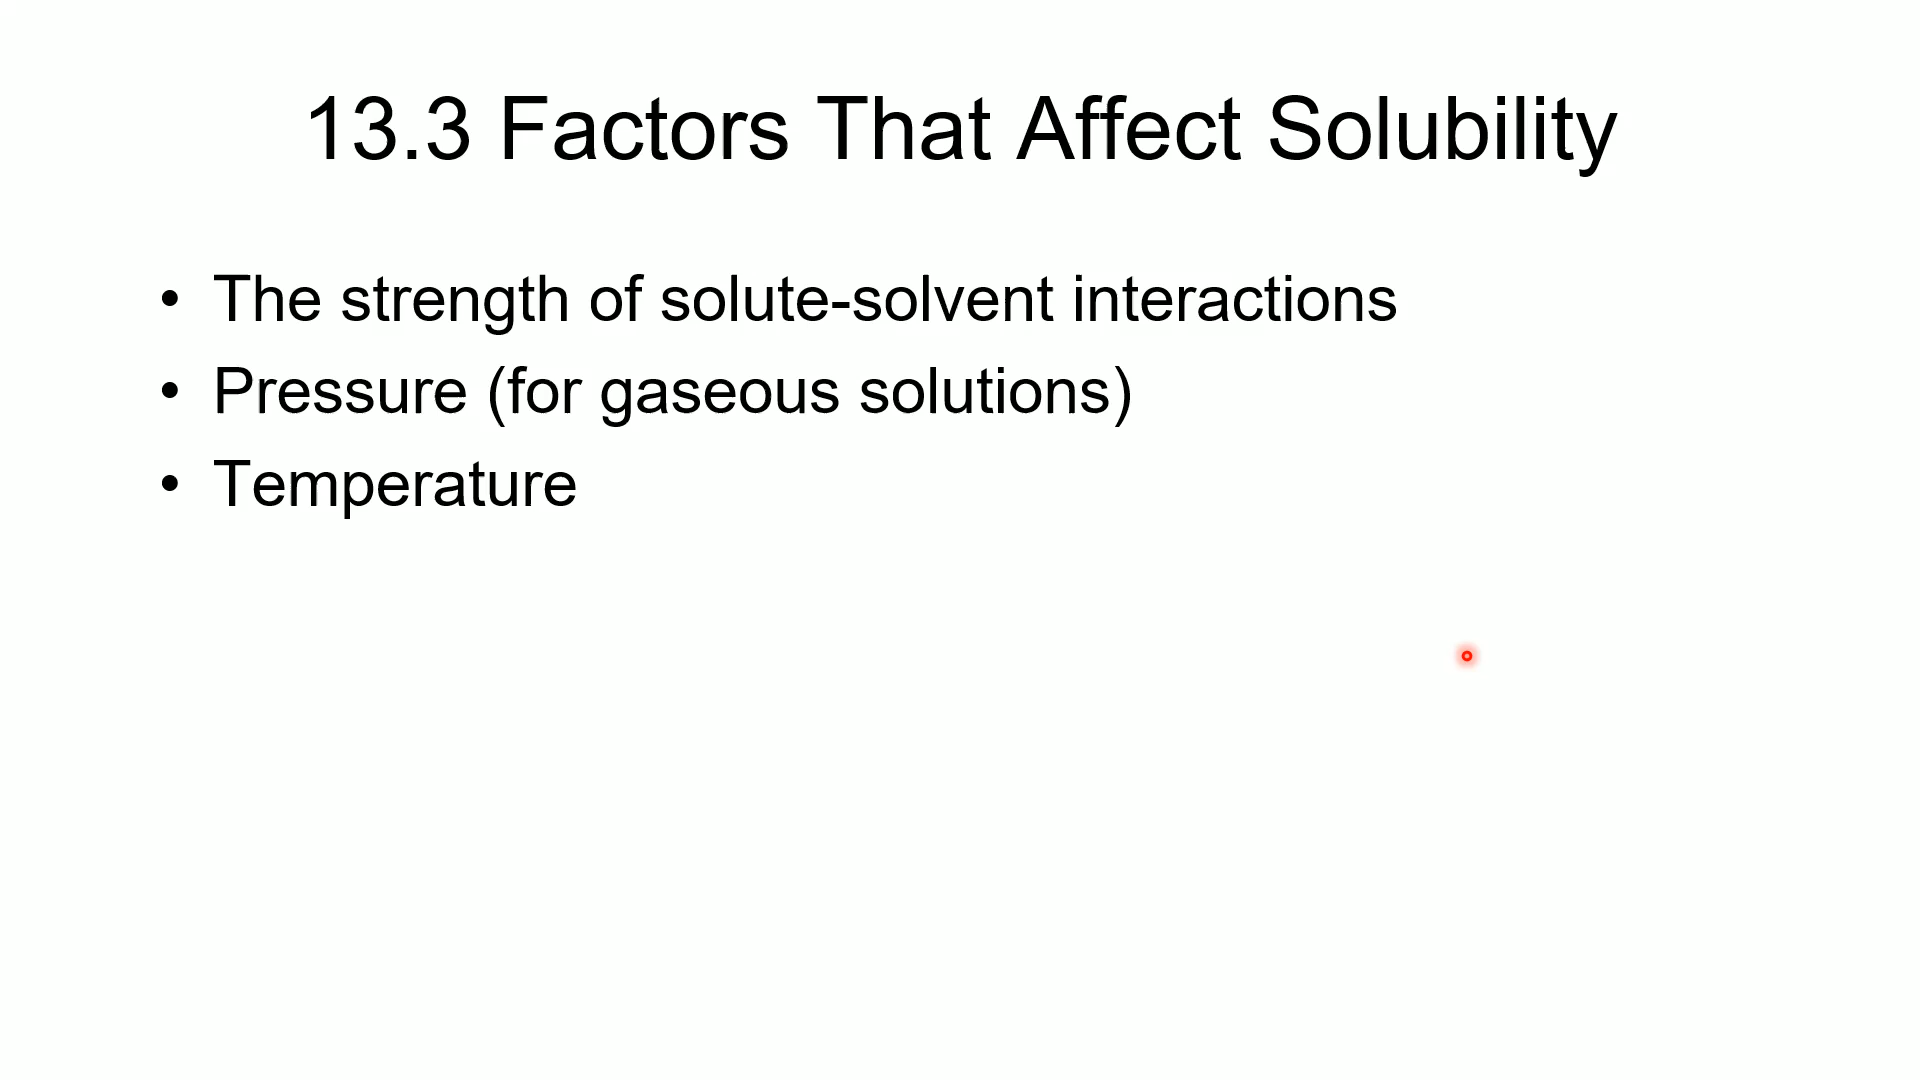 13.3 Factors That Affect Solubility
• The strength of solute-solvent interactions
• Pressure (for gaseous solutions)
• Temperature